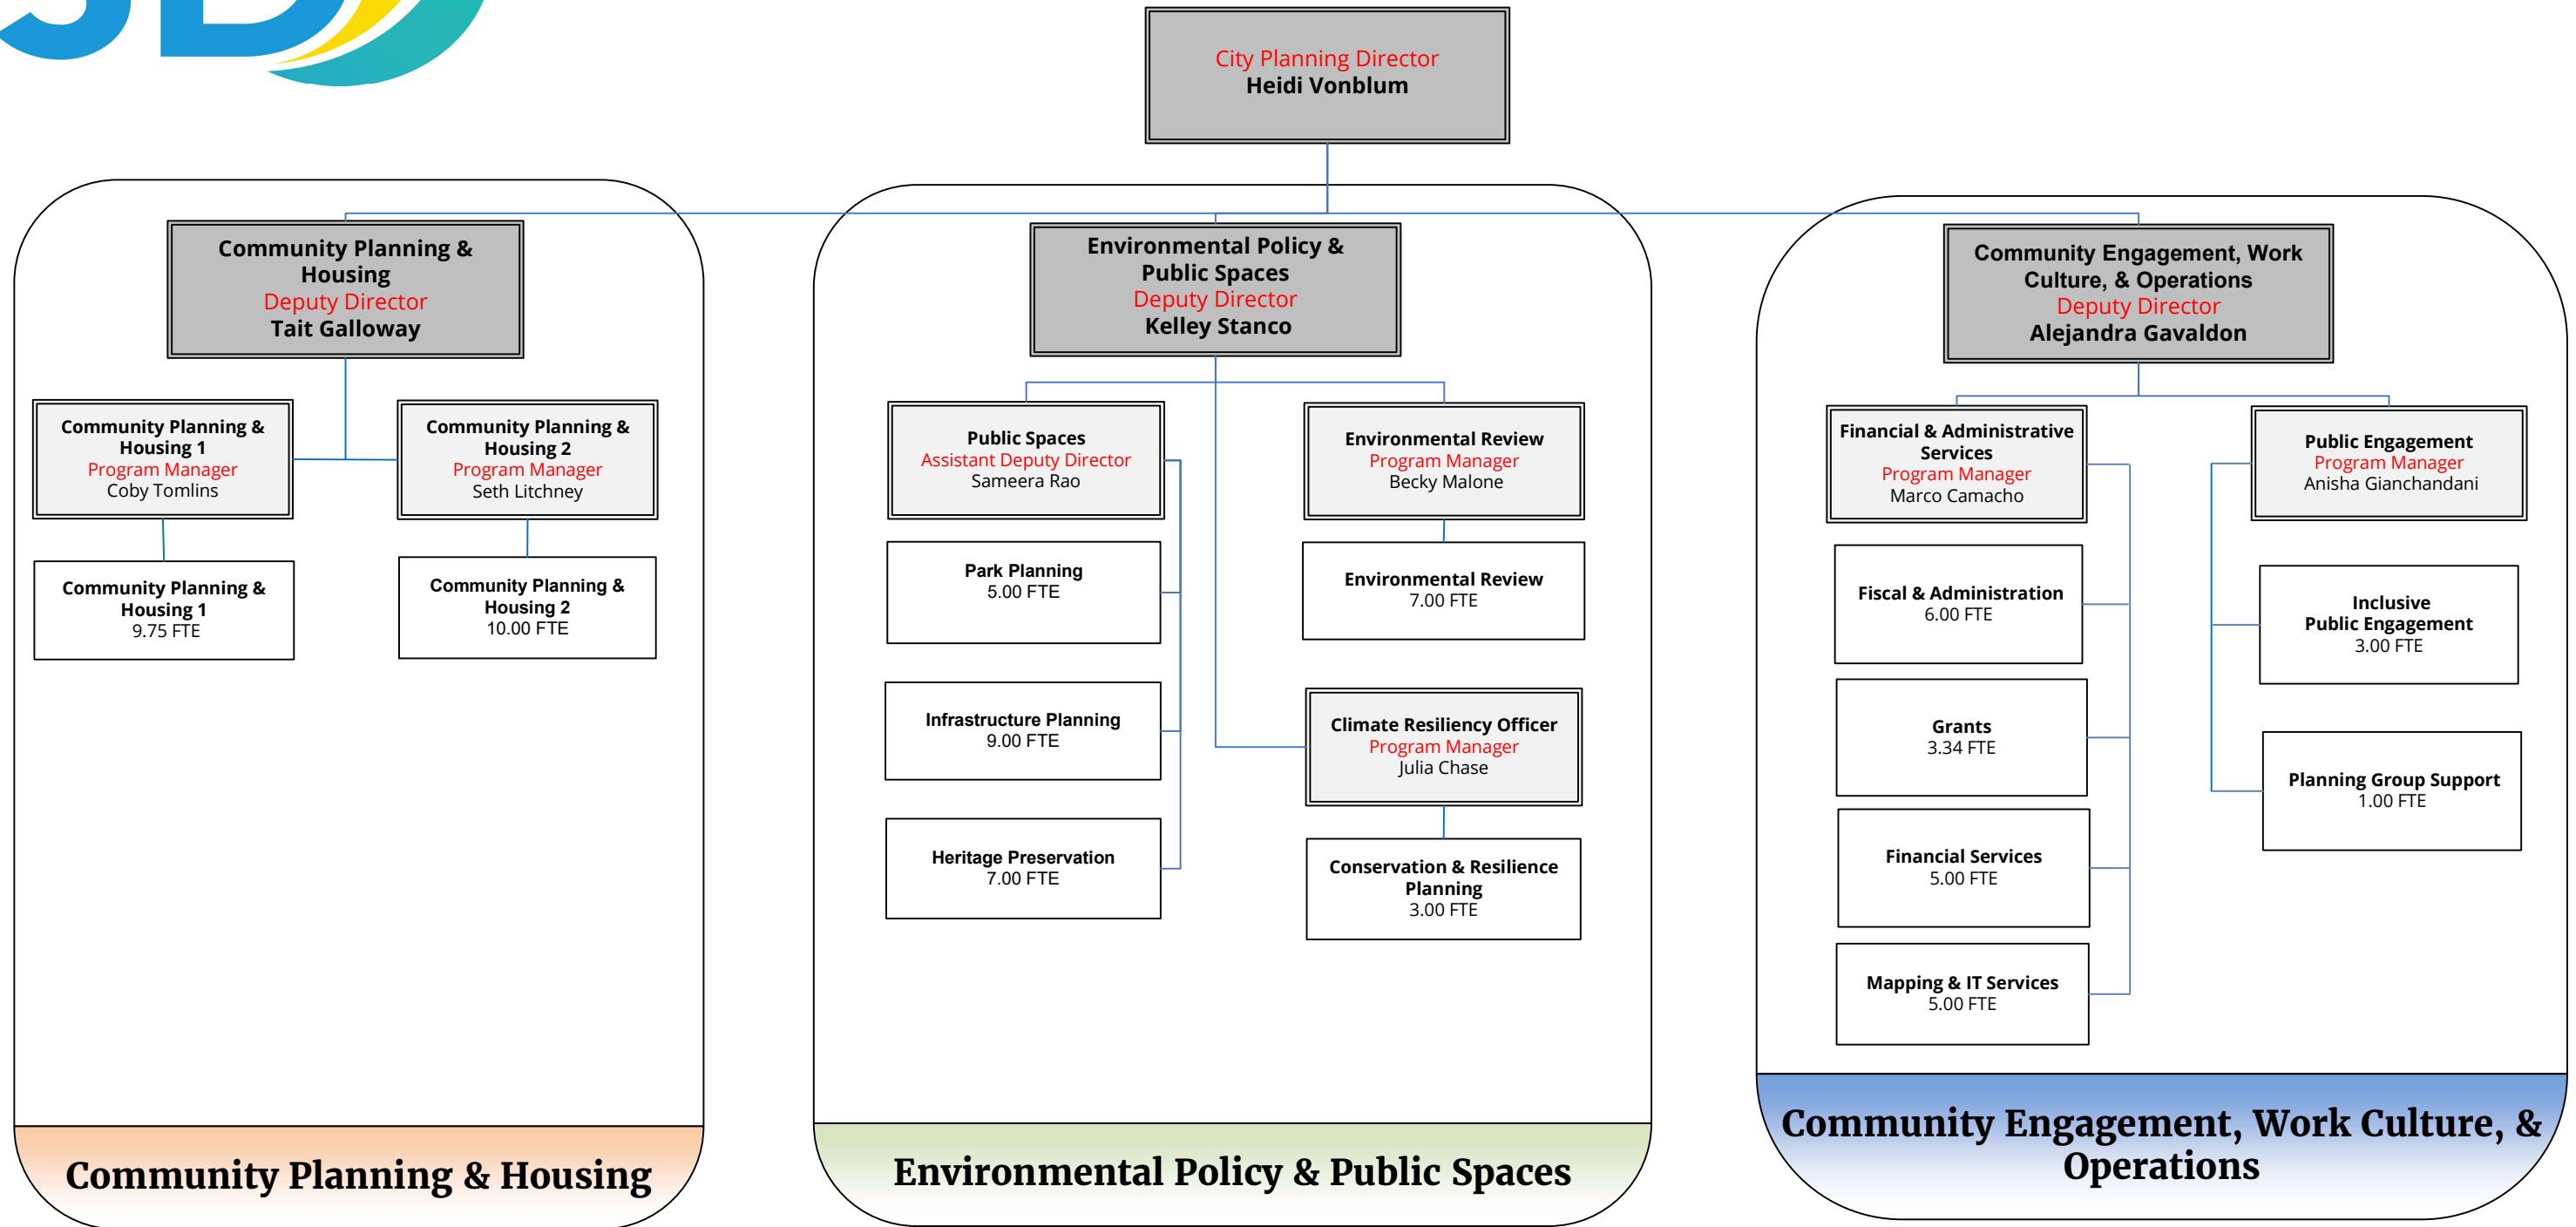 SD
City Planning Director
Heidi Vonblum
Community Planning &
Housing
Deputy Director
Tait Galloway
Community Planning &
Housing 1
Program Manager
Coby Tomlins
Community Planning &
Housing 2
Program Manager
Seth Litchney
Community Planning &
Housing 1
9.75 FTE
Community Planning &
Housing 2
10.00 FTE
Community Planning & Housing
Environmental Policy &
Public Spaces
Deputy Director
Kelley Stanco
Public Spaces
Assistant Deputy Director
Sameera Rao
Park Planning
5.00 FTE
Infrastructure Planning
9.00 FTE
Heritage Preservation
7.00 FTE
Environmental Review
Program Manager
Becky Malone
Environmental Review
7.00 FTE
Climate Resiliency Officer
Program Manager
Julia Chase
Conservation & Resilience
Planning
3.00 FTE
Environmental Policy & Public Spaces
Community Engagement, Work
Culture, & Operations
Deputy Director
Alejandra Gavaldon
Financial & Administrative
Services
Program Manager
Marco Camacho
Fiscal & Administration
6.00 FTE
Grants
3.34 FTE
Financial Services
5.00 FTE
Mapping & IT Services
5.00 FTE
Public Engagement
Program Manager
Anisha Gianchandani
Inclusive
Public Engagement
3.00 FTE
Planning Group Support
1.00 FTE
Community Engagement, Work Culture, &
Operations